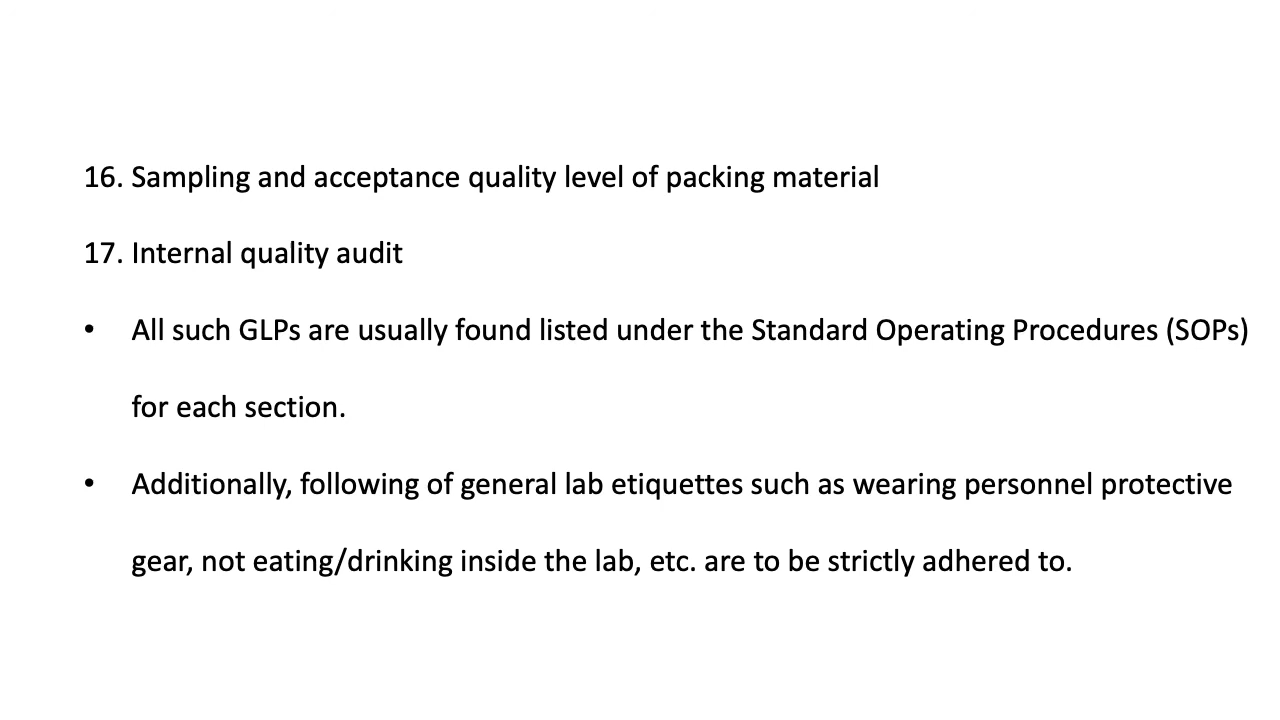 16. Sampling and acceptance quality level of packing material
17. Internal quality audit
• All such GLPs are usually found listed under the Standard Operating Procedures (SOPs)
for each section.
• Additionally, following of general lab etiquettes such as wearing personnel protective
gear, not eating/drinking inside the lab, etc. are to be strictly adhered to.